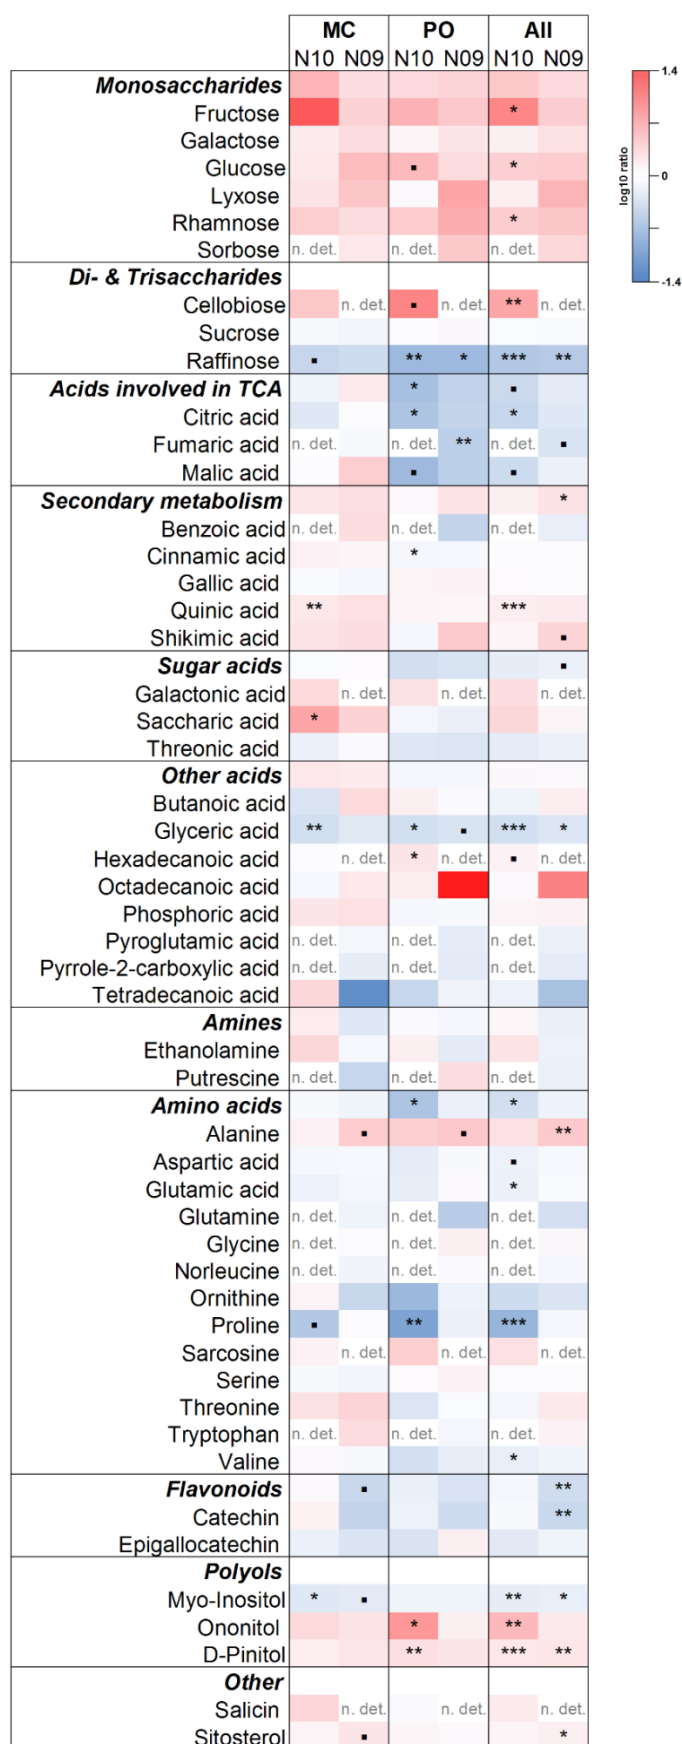 MC PO All
N10 N09 N10 N09 N10 N09
1.4
0
-1.4
log10 ratio
Monosaccharides
Fructose *
Galactose
Glucose ▪ *
Lyxose
Rhamnose *
Sorbose n. det. n. det. n. det.
Di- & Trisaccharides
Cellobiose n. det. ▪ n. det. ** n. det.
Sucrose
Raffinose ▪ ** * *** **
Acids involved in TCA * ▪
Citric acid * *
Fumaric acid n. det. n. det. ** n. det. ▪
Malic acid ▪ ▪
Secondary metabolism *
Benzoic acid n. det. n. det. n. det.
Cinnamic acid *
Gallic acid
Quinic acid ** ***
Shikimic acid ▪
Sugar acids ▪
Galactonic acid n. det. n. det. n. det.
Saccharic acid *
Threonic acid
Other acids
Butanoic acid
Glyceric acid ** * ▪ *** *
Hexadecanoic acid n. det. * n. det. ▪ n. det.
Octadecanoic acid
Phosphoric acid
Pyroglutamic acid n. det. n. det. n. det.
Pyrrole-2-carboxylic acid n. det. n. det. n. det.
Tetradecanoic acid
Amines
Ethanolamine
Putrescine n. det. n. det. n. det.
Amino acids * *
Alanine ▪ ▪ **
Aspartic acid ▪
Glutamic acid *
Glutamine n. det. n. det. n. det.
Glycine n. det. n. det. n. det.
Norleucine n. det. n. det. n. det.
Ornithine
Proline ▪ ** ***
Sarcosine n. det. n. det. n. det.
Serine
Threonine
Tryptophan n. det. n. det. n. det.
Valine *
Flavonoids ▪ **
Catechin **
Epigallocatechin
Polyols
Myo-Inositol * ▪ ** *
Ononitol * **
D-Pinitol ** *** **
Other
Salicin n. det. n. det. n. det.
Sitosterol ▪ *